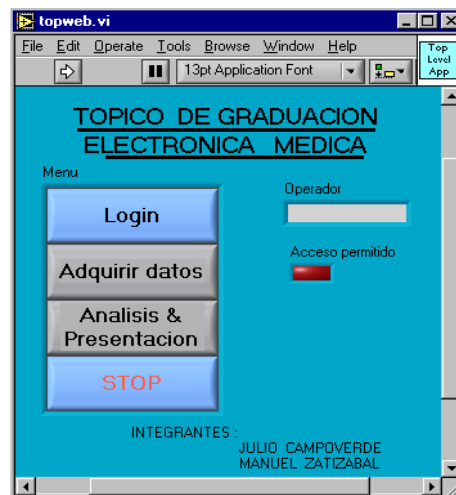 topweb.vi
File Edit Operate Tools Browse Window Help
13pt Application Font
Top
Level
App
TOPICO DE GRADUACION
ELECTRONICA MEDICA
Menu
Login
Adquirir datos
Analisis &
Presentacion
STOP
Operador
Acceso permitido
INTEGRANTES :
JULIO CAMPOVERDE
MANUEL ZATIZABAL